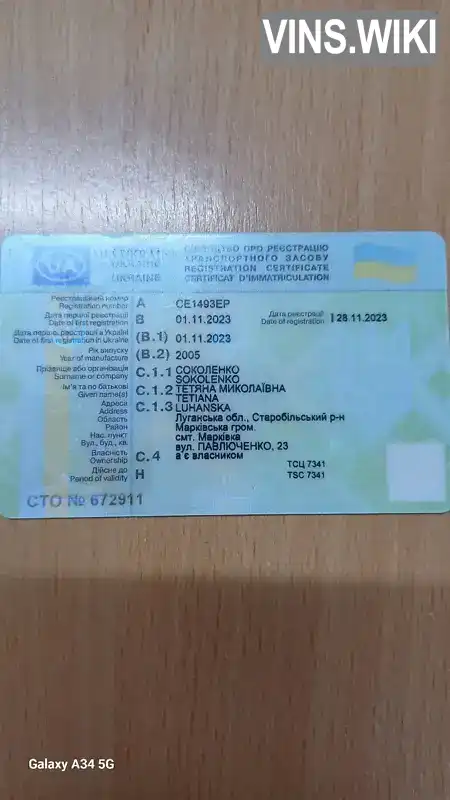 VINS.WIKI
UA
СВІДОЦТВО ПРО РЕЄСТРАЦІЮ
ТРАНСПОРТНОГО ЗАСОБУ
UKRAINE REGISTRATION CERTIFICATE
UKRAINE CERTIFICAT D'IMMATRICULATION
Реєстраційний номер
Registration number A СЕ1493ЕР
Дата першої реєстрації
Date of first registration B 01.11.2023
Дата реєстрації
Date of registration I 28.11.2023
Дата першої реєстрації в Україні
Date of first registration in Ukraine (B.1) 01.11.2023
Рік випуску
Year of manufacture (B.2) 2005
Прізвище або організація
Surname or company C.1.1 СОКОЛЕНКО
SOKOLENKO
Ім'я та по батькові
Given name(s) C.1.2 ТЕТЯНА МИКОЛАЇВНА
TETIANA
Адреса
Address C.1.3 LUHANSKA
Область Луганська обл., Старобільський р-н
Район Марківська гром.
Нас. пункт смт. Марківка
Вул., буд., кв. вул. ПАВЛЮЧЕНКО, 23
Власність
Ownership C.4 а є власником
Дійсне до
Period of validity H
ТСЦ 7341
TSC 7341
СТО № 672911
Galaxy A34 5G